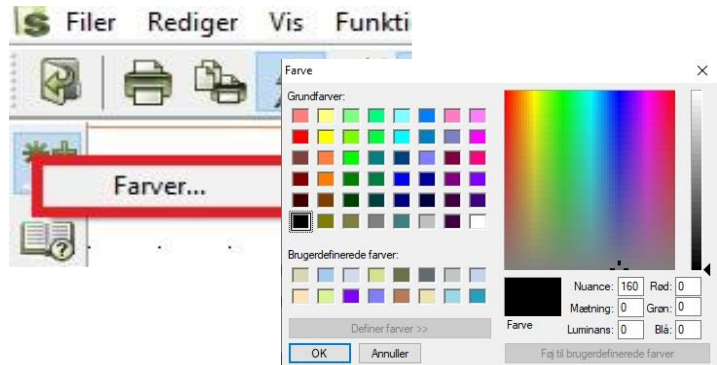 Filer Rediger Vis Funkti
Farver...
Farve
Grundfarver:
Brugerdefinerede farver:
Definer farver >>
OK Annuller
Farve
Nuance: 160 Rød: 0
Mætning: 0 Grøn: 0
Luminans: 0 Blå: 0
Føj til brugerdefinerede farver